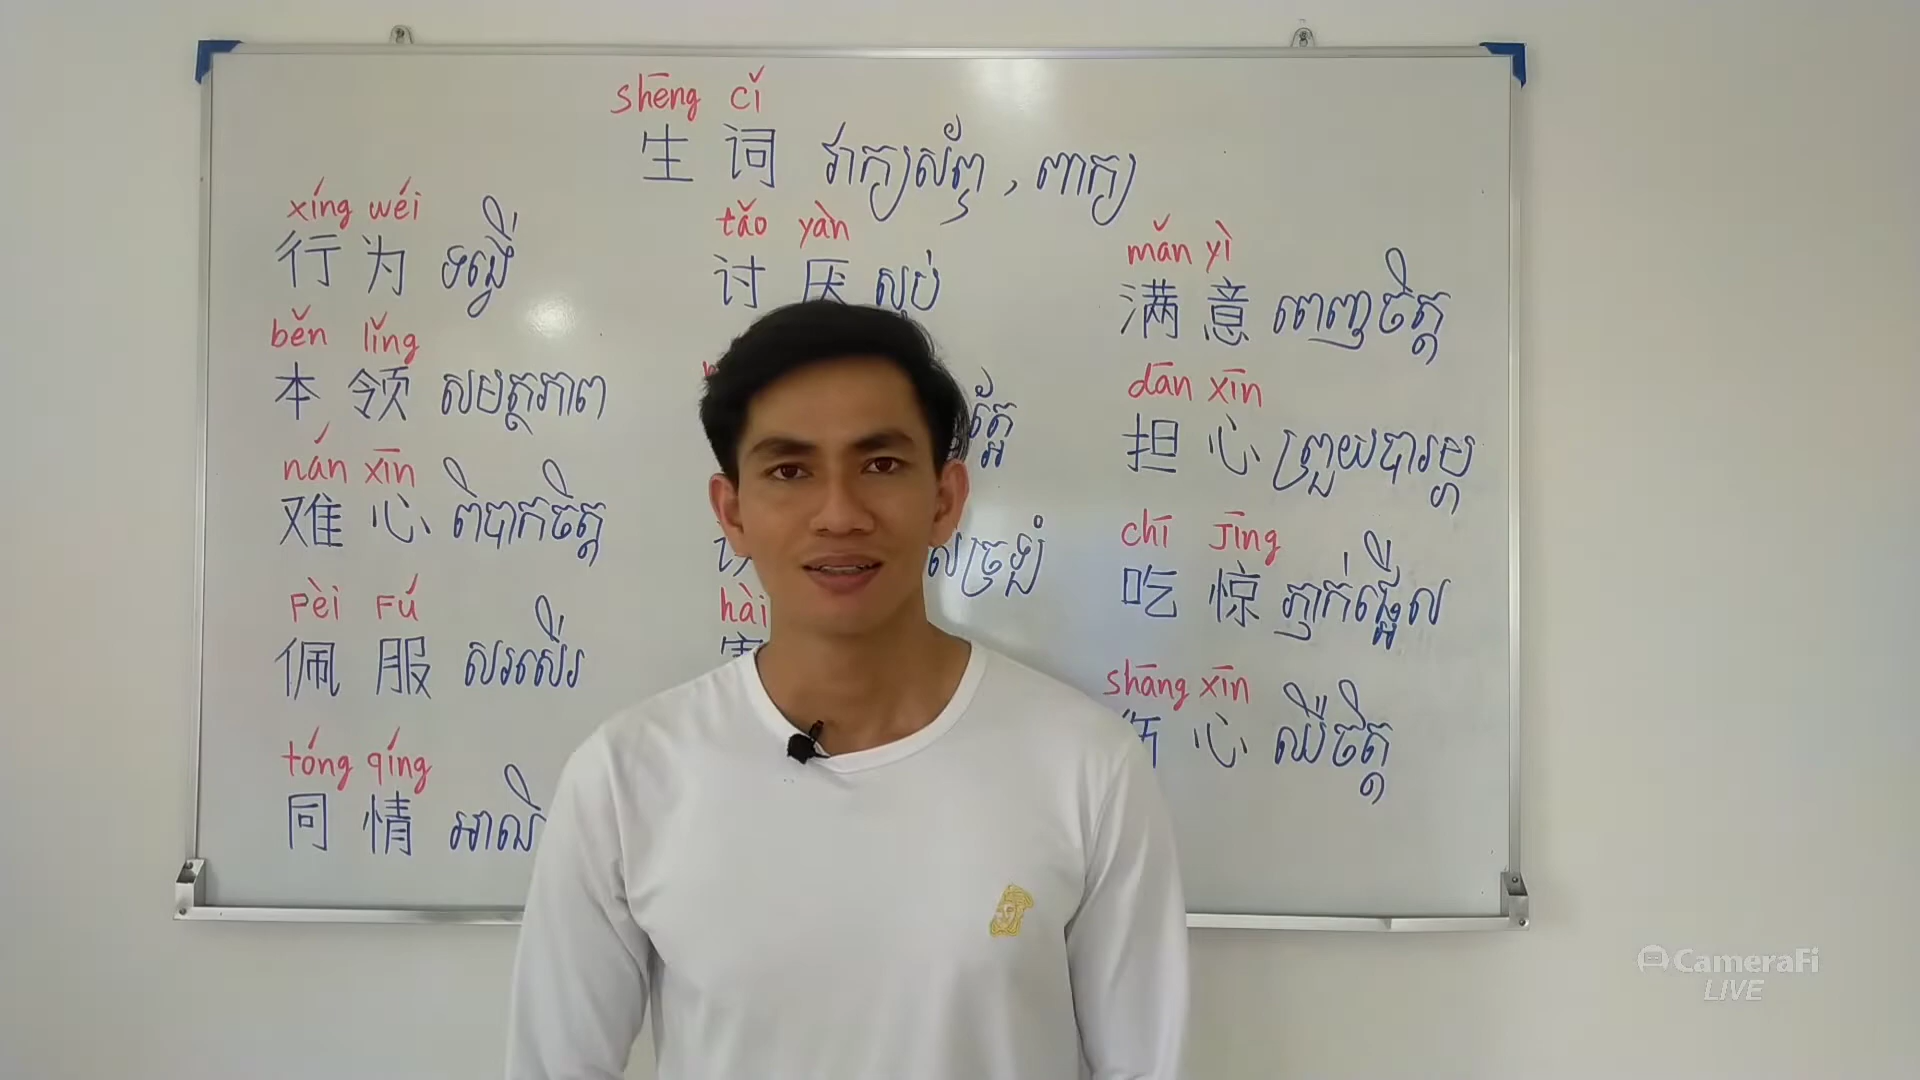 shēng cǐ
生 词 វាក្យស័ព្ទ , ពាក្យ
xíng wéi
行 为 ទង្វើ
běn lǐng
本 领 សមត្ថភាព
nán xīn
难 心 ពិបាកចិត្ត
Pèi Fú
佩 服 សរសើរ
tóng qíng
同 情
tǎo yàn
讨 厌 ស្អប់
hài
mǎn yì
满 意 ពេញចិត្ត
dān xīn
担 心 ព្រួយបារម្ភ
chī Jīng
吃 惊 ភ្ញាក់ផ្អើល
shāng xīn
心 ឈឺចិត្ត
CameraFi
LIVE